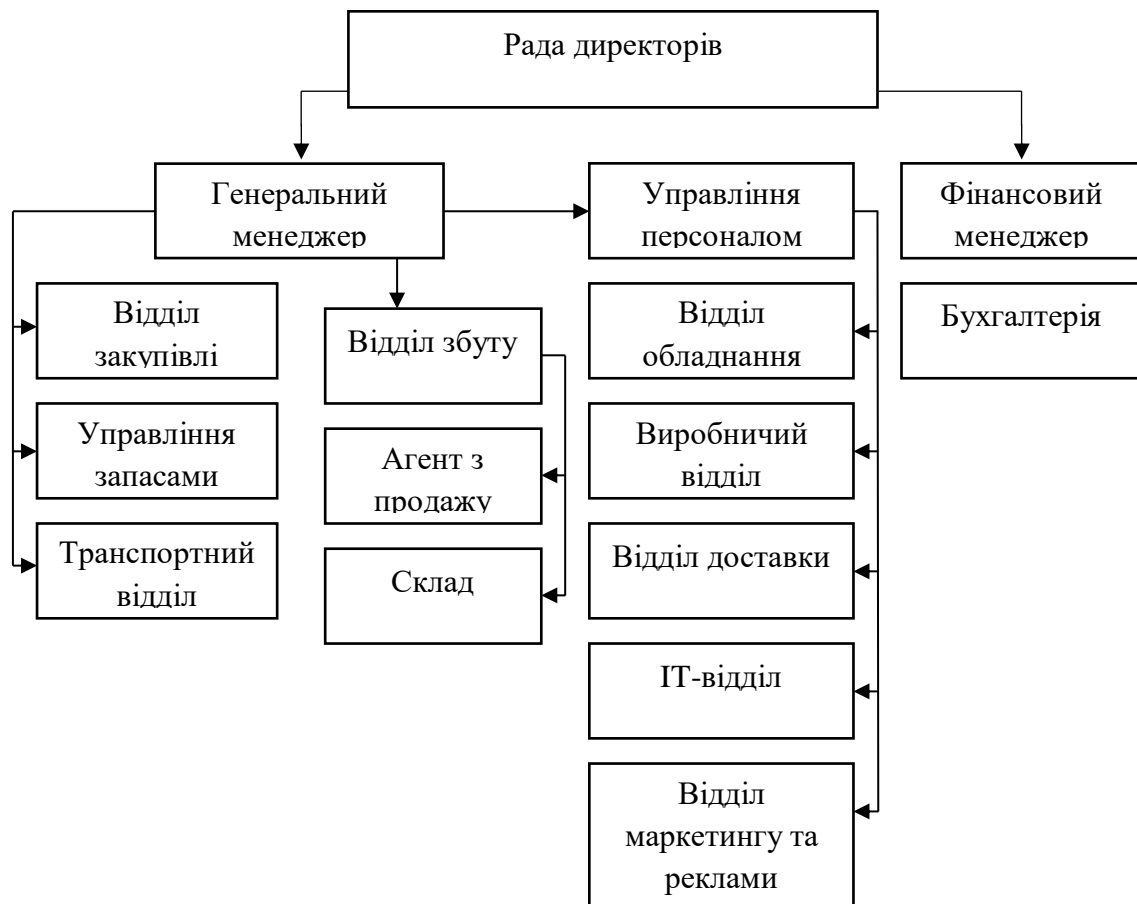 Рада директорів
Генеральний
менеджер
Управління
персоналом
Фінансовий
менеджер
Відділ
закупівлі
Відділ збуту
Відділ
обладнання
Бухгалтерія
Управління
запасами
Агент з
продажу
Виробничий
відділ
Транспортний
відділ
Склад
Відділ доставки
ІТ-відділ
Відділ
маркетингу та
реклами